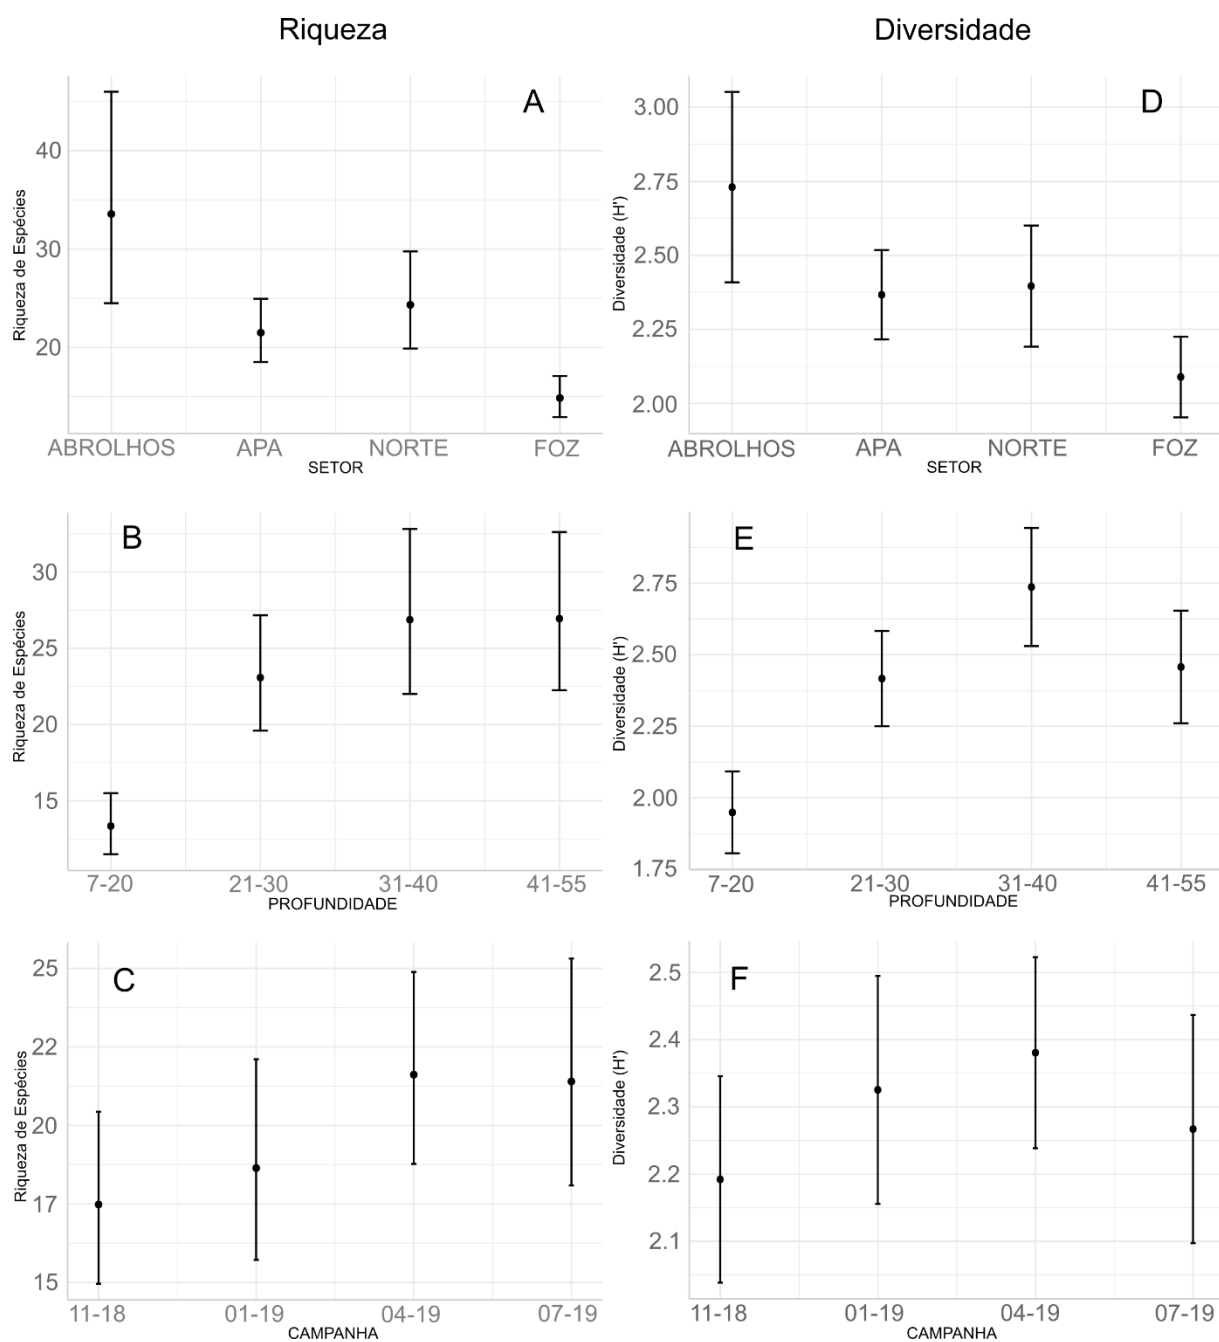 Riqueza
Diversidade
A
40
30
20
Riqueza de Espécies
ABROLHOS APA NORTE FOZ
SETOR
D
3.00
2.75
2.50
2.25
2.00
Diversidade (H')
ABROLHOS APA NORTE FOZ
SETOR
B
30
25
20
15
Riqueza de Espécies
7-20 21-30 31-40 41-55
PROFUNDIDADE
E
2.75
2.50
2.25
2.00
1.75
Diversidade (H')
7-20 21-30 31-40 41-55
PROFUNDIDADE
C
25
22
20
17
15
Riqueza de Espécies
11-18 01-19 04-19 07-19
CAMPANHA
F
2.5
2.4
2.3
2.2
2.1
Diversidade (H')
11-18 01-19 04-19 07-19
CAMPANHA